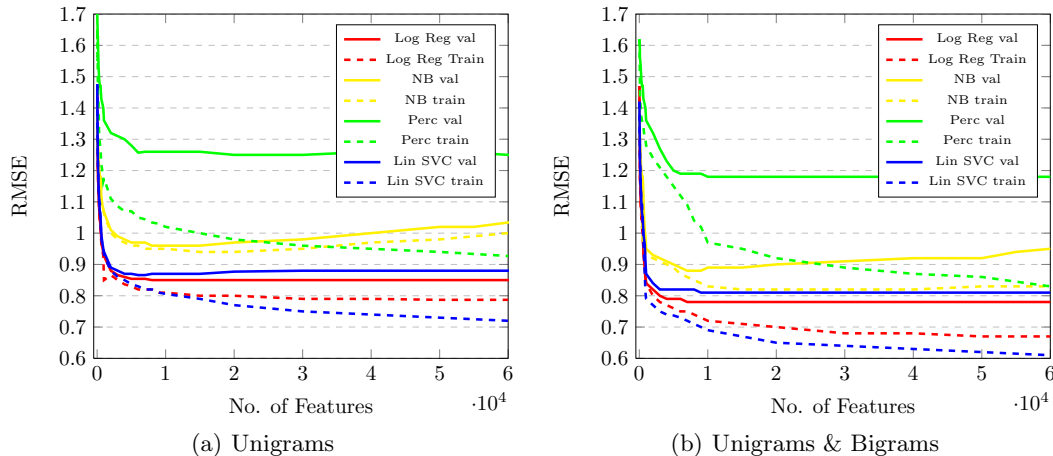 1.7
1.6
1.5
1.4
1.3
1.2
1.1
1
0.9
0.8
0.7
0.6
RMSE
0 1 2 3 4 5 6
No. of Features
·10⁴
Log Reg val
Log Reg Train
NB val
NB train
Perc val
Perc train
Lin SVC val
Lin SVC train
(a) Unigrams
1.7
1.6
1.5
1.4
1.3
1.2
1.1
1
0.9
0.8
0.7
0.6
RMSE
0 1 2 3 4 5 6
No. of Features
·10⁴
Log Reg val
Log Reg Train
NB val
NB train
Perc val
Perc train
Lin SVC val
Lin SVC train
(b) Unigrams & Bigrams